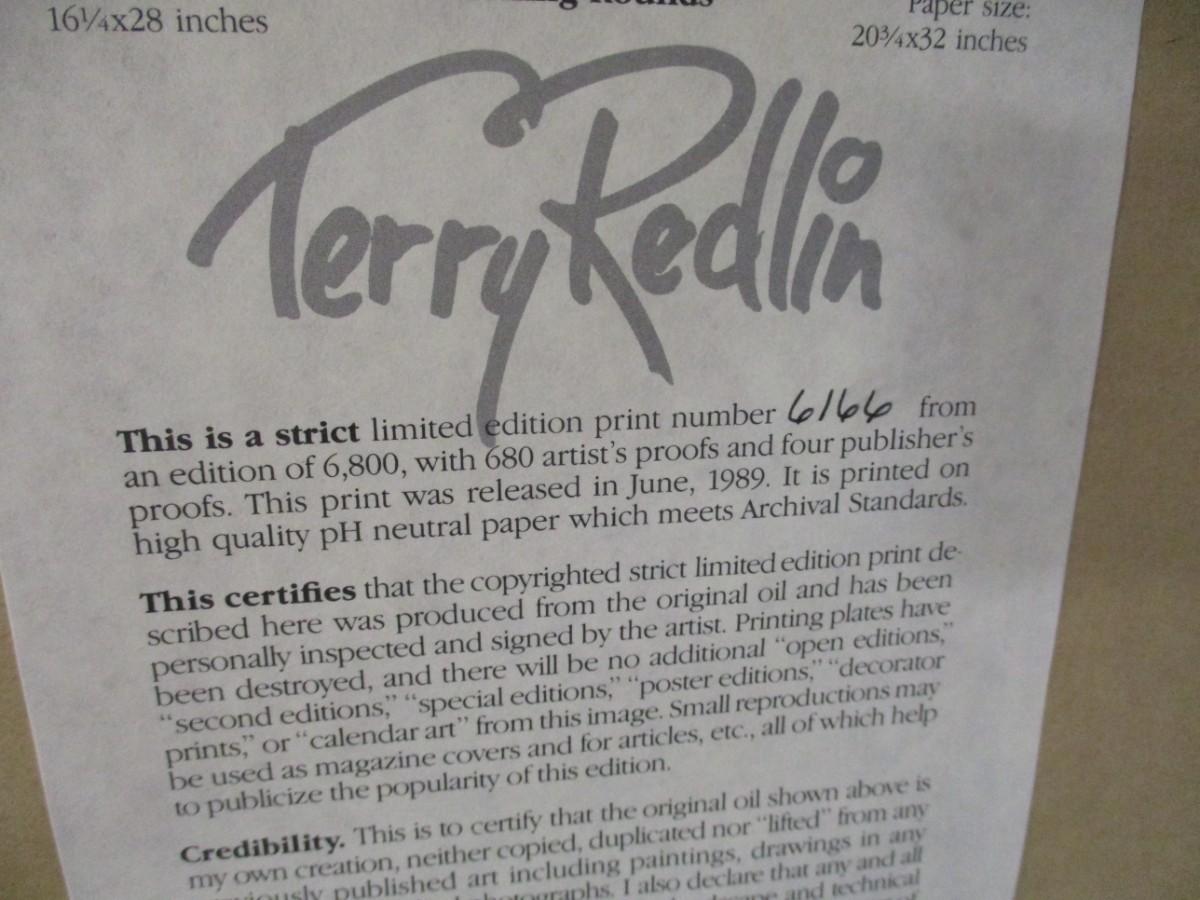 Rounds
16¼x28 inches
Paper size:
20¾x32 inches
Terry Redlin
This is a strict limited edition print number 6166 from
an edition of 6,800, with 680 artist's proofs and four publisher's
proofs. This print was released in June, 1989. It is printed on
high quality pH neutral paper which meets Archival Standards.
This certifies that the copyrighted strict limited edition print de-
scribed here was produced from the original oil and has been
personally inspected and signed by the artist. Printing plates have
been destroyed, and there will be no additional "open editions,"
"second editions," "special editions," "poster editions," "decorator
prints," or "calendar art" from this image. Small reproductions may
be used as magazine covers and for articles, etc., all of which help
to publicize the popularity of this edition.
Credibility. This is to certify that the original oil shown above is
my own creation, neither copied, duplicated nor "lifted" from any
published art including paintings, drawings in any
photographs. I also declare that any and all
and technical